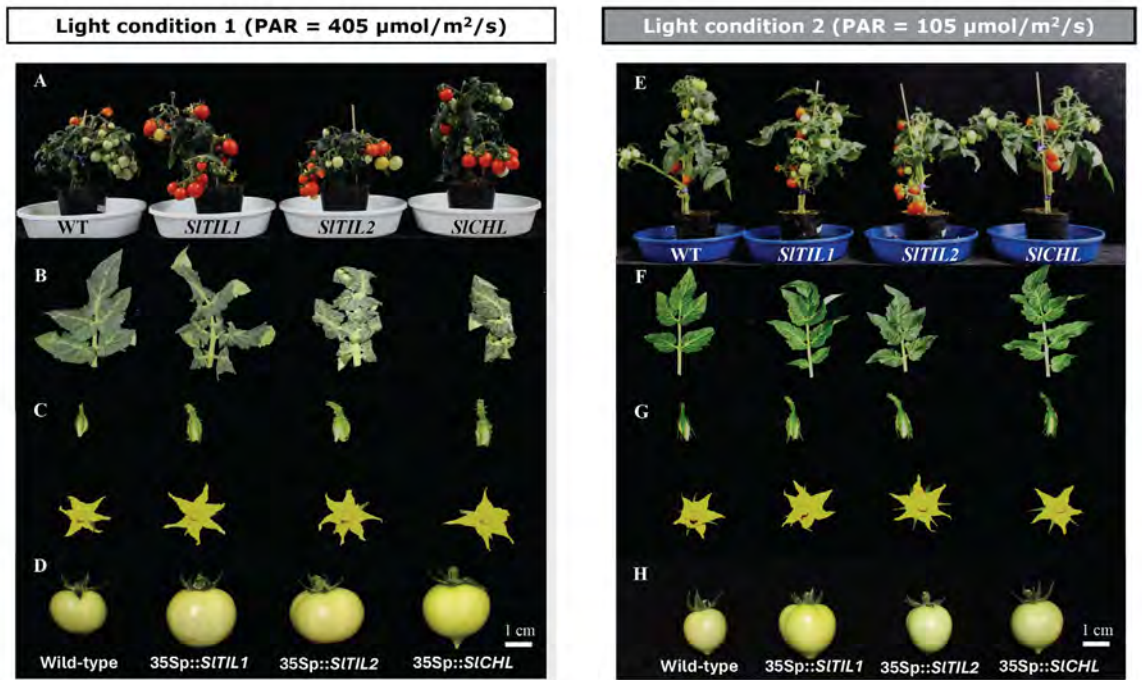 Light condition 1 (PAR = 405 µmol/m²/s)
Light condition 2 (PAR = 105 µmol/m²/s)
A
WT
SlTIL1
SlTIL2
SlCHL
B
C
D
1 cm
Wild-type
35Sp::SlTIL1
35Sp::SlTIL2
35Sp::SlCHL
E
WT
SlTIL1
SlTIL2
SlCHL
F
G
H
1 cm
Wild-type
35Sp::SlTIL1
35Sp::SlTIL2
35Sp::SlCHL